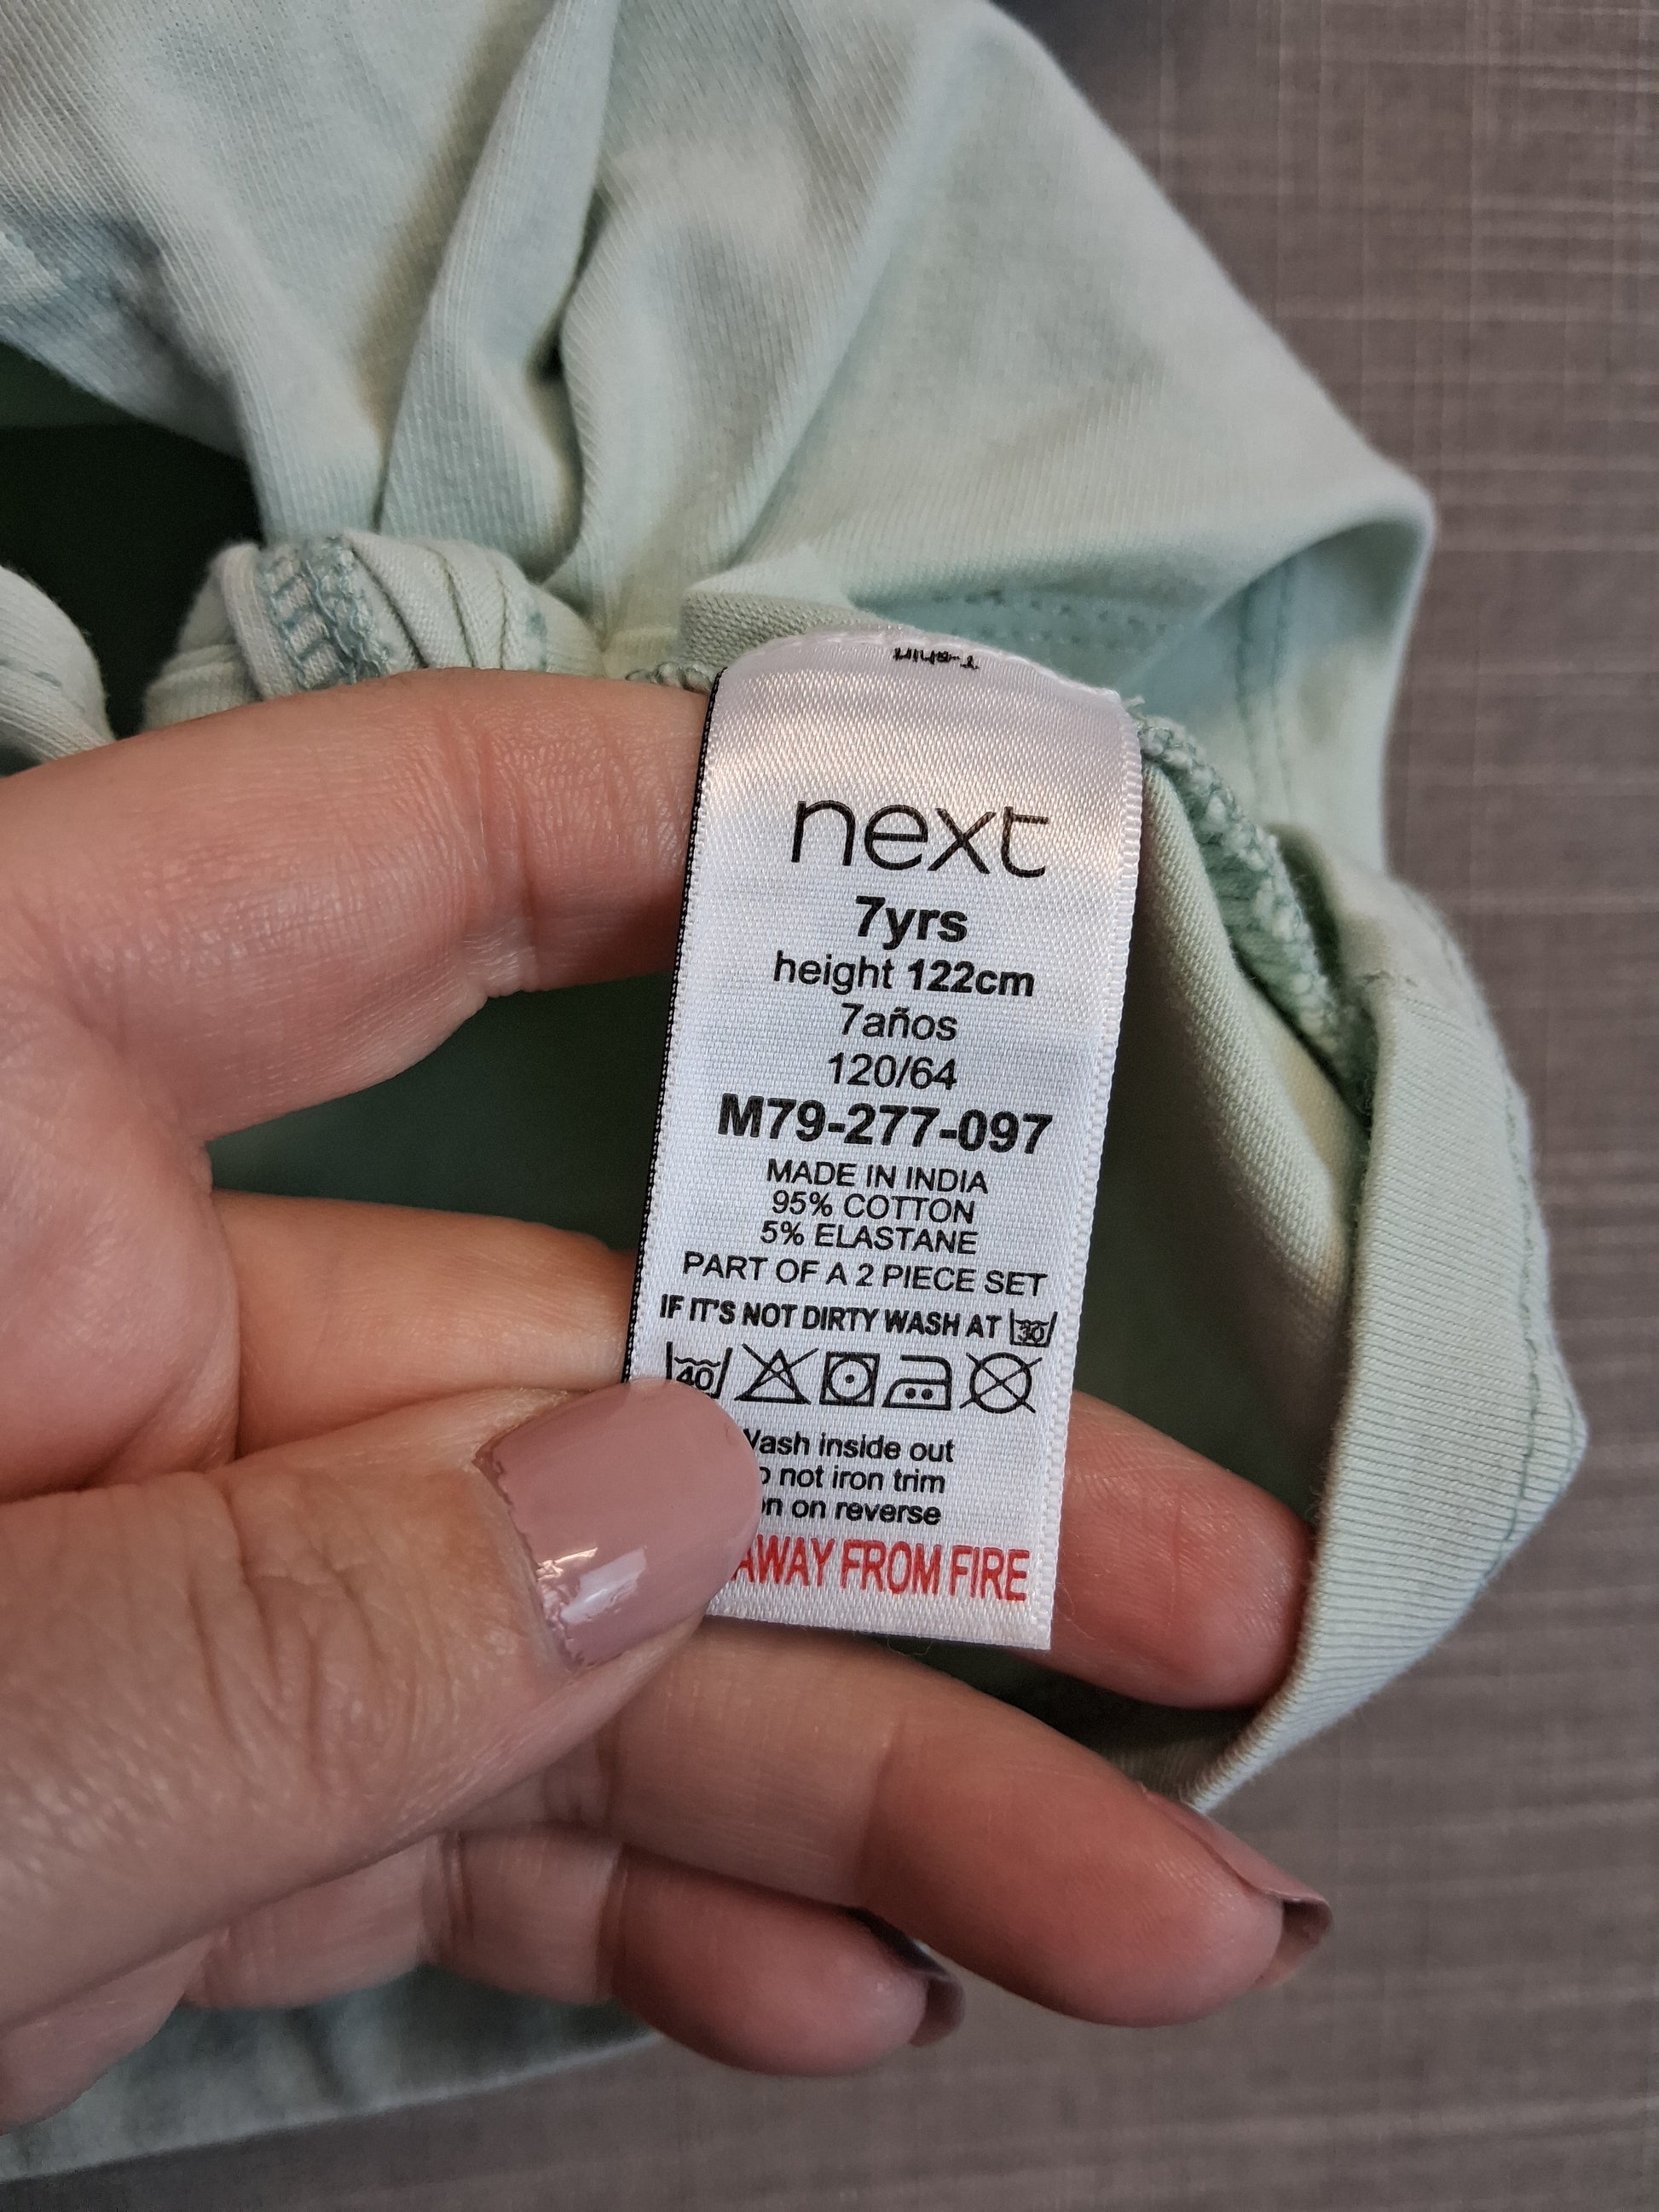 T-shirt
next
7yrs
height 122cm
7años
120/64
M79-277-097
MADE IN INDIA
95% COTTON
5% ELASTANE
PART OF A 2 PIECE SET
IF IT'S NOT DIRTY WASH AT 30
40
inside out
not iron trim
on reverse
AWAY FROM FIRE